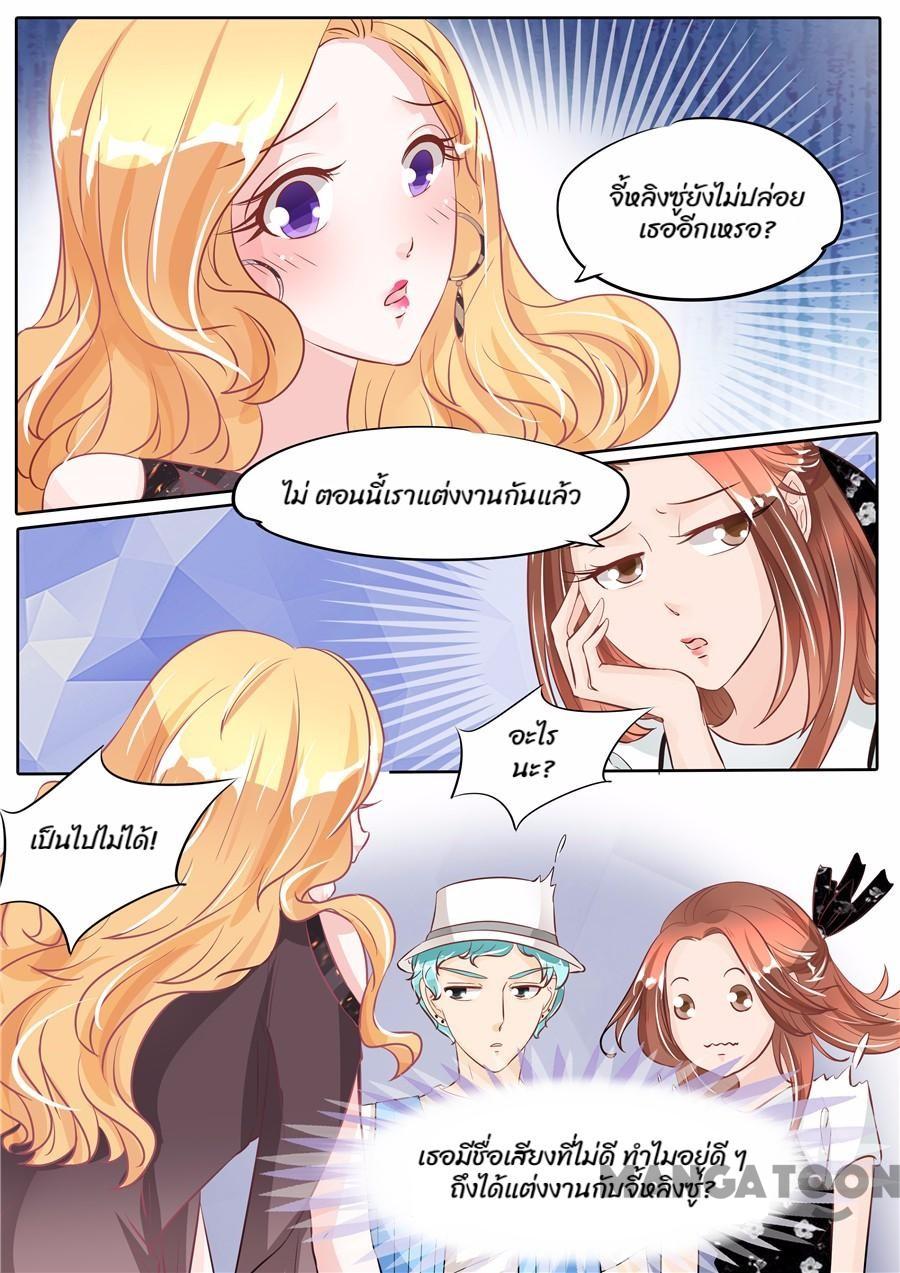 จี้หลิงซู่ยังไม่ปล่อย
เธออีกเหรอ?
ไม่ ตอนนี้เราแต่งงานกันแล้ว
อะไร
นะ?
เป็นไปไม่ได้!
เธอมีชื่อเสียงที่ไม่ดี ทำไมอยู่ดี ๆ
ถึงได้แต่งงานกับจี้หลิงซู่?
MANGATOON